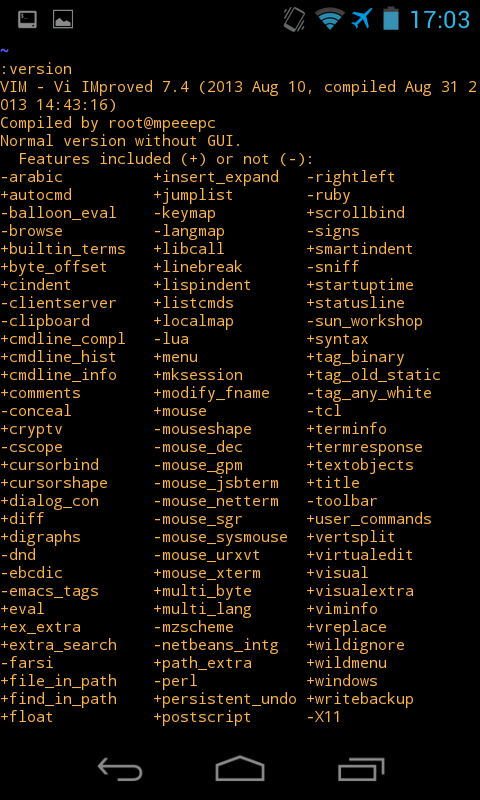 17:03
~
:version
VIM - Vi IMproved 7.4 (2013 Aug 10, compiled Aug 31 2
013 14:43:16)
Compiled by root@mpeeepc
Normal version without GUI.
  Features included (+) or not (-):
-arabic +insert_expand -rightleft
+autocmd +jumplist -ruby
-balloon_eval -keymap +scrollbind
-browse -langmap -signs
+builtin_terms +libcall +smartindent
+byte_offset +linebreak -sniff
+cindent +lispindent +startuptime
-clientserver +listcmds +statusline
-clipboard +localmap -sun_workshop
+cmdline_compl -lua +syntax
+cmdline_hist +menu +tag_binary
+cmdline_info +mksession +tag_old_static
+comments +modify_fname -tag_any_white
-conceal +mouse -tcl
+cryptv -mouseshape +terminfo
-cscope -mouse_dec +termresponse
+cursorbind -mouse_gpm +textobjects
+cursorshape -mouse_jsbterm +title
+dialog_con -mouse_netterm -toolbar
+diff -mouse_sgr +user_commands
+digraphs -mouse_sysmouse +vertsplit
-dnd -mouse_urxvt +virtualedit
-ebcdic +mouse_xterm +visual
-emacs_tags +multi_byte +visualextra
+eval +multi_lang +viminfo
+ex_extra -mzscheme +vreplace
+extra_search -netbeans_intg +wildignore
-farsi +path_extra +wildmenu
+file_in_path -perl +windows
+find_in_path +persistent_undo +writebackup
+float +postscript -X11